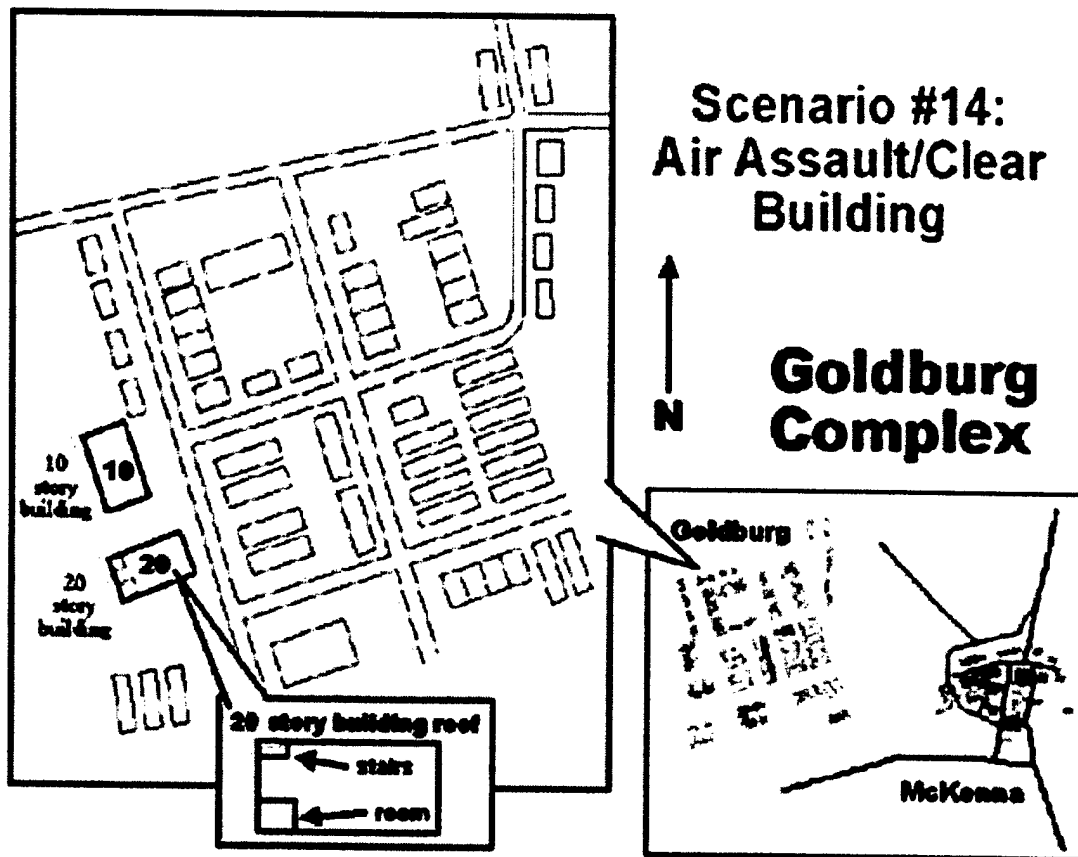 Scenario #14:
Air Assault/Clear
Building
N
Goldburg
Complex
10
story
building
10
20
story
building
20
20 story building roof
stairs
room
Goldburg
McKenna